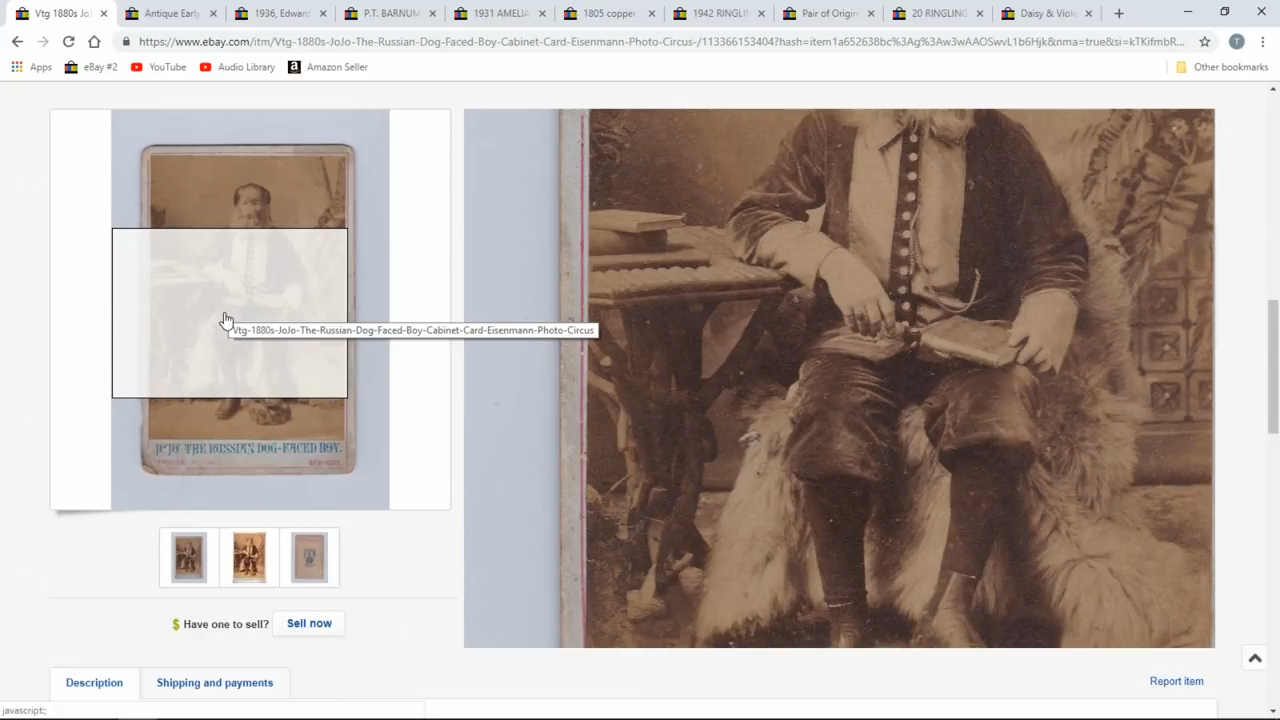 Vtg 1880s Jo
Antique Early
1936, Edward
P.T. BARNUM
1931 AMELIA
1805 copper
1942 RINGLIN
Pair of Origin
20 RINGLING
Daisy & Viole
https://www.ebay.com/itm/Vtg-1880s-JoJo-The-Russian-Dog-Faced-Boy-Cabinet-Card-Eisenmann-Photo-Circus-/113366153404?hash=item1a652638bc%3Ag%3Aw3wAAOSwvL1b6Hjk&nma=true&si=kTKifmbR...
T
Apps
eBay #2
YouTube
Audio Library
Amazon Seller
Other bookmarks
Vtg-1880s-JoJo-The-Russian-Dog-Faced-Boy-Cabinet-Card-Eisenmann-Photo-Circus
THE RUSSIAN DOG-FACED BOY.
NEW YORK
$ Have one to sell?
Sell now
Description
Shipping and payments
Report item
javascript:;